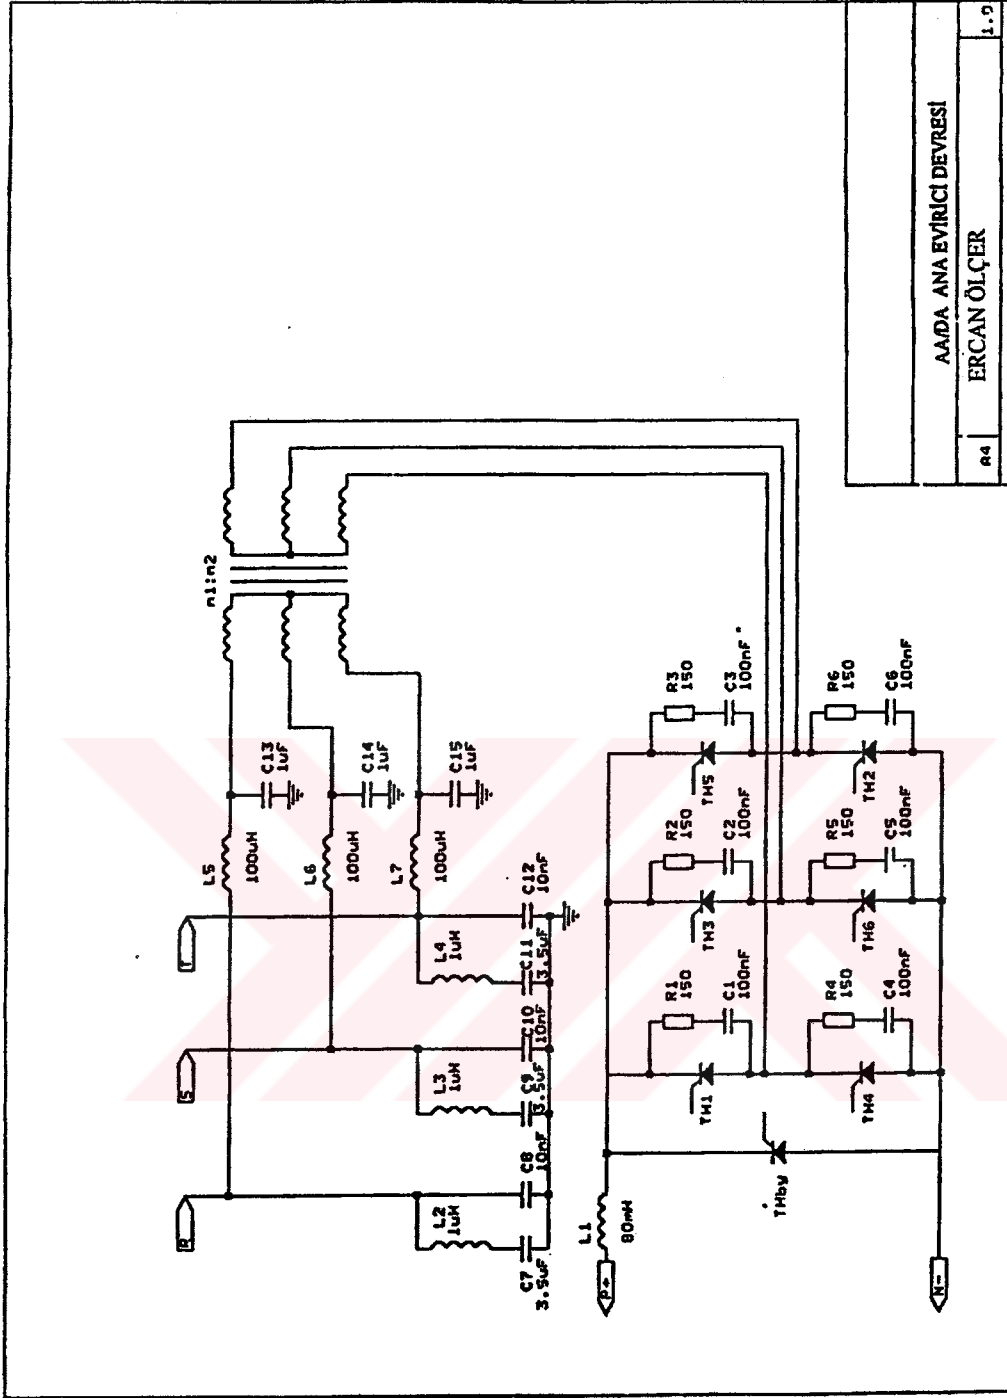 R
S
T
C7
3.5uF
L2
1uH
C8
10nF
C9
3.5uF
L3
1uH
C10
10nF
C11
3.5uF
L4
1uH
C12
10nF
L5
100uH
L6
100uH
L7
100uH
C13
1uF
C14
1uF
C15
1uF
n1:n2
P+
L1
80mH
N-
THby
TH1
R1
150
C1
100nF
TH3
R2
150
C2
100nF
TH5
R3
150
C3
100nF
TH4
R4
150
C4
100nF
TH6
R5
150
C5
100nF
TH2
R6
150
C6
100nF
AA/DA ANA EVİRİCİ DEVRESİ
A4
ERCAN ÖLÇER
1.0